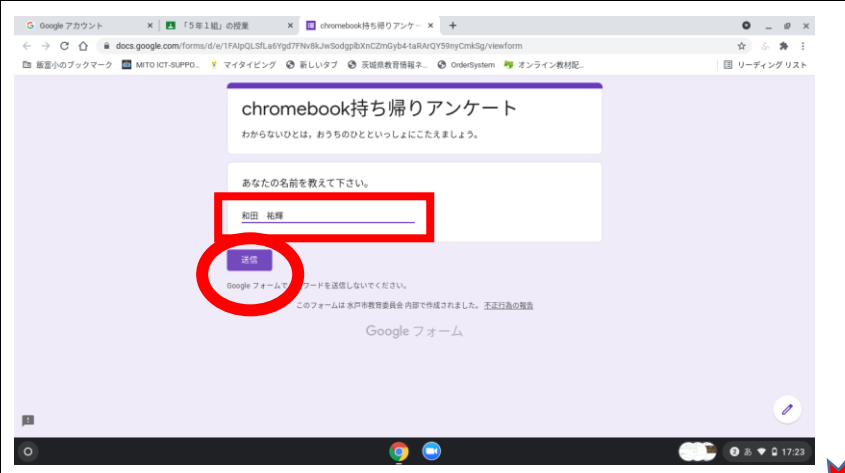 Google アカウント
「５年１組」の授業
chromebook持ち帰りアンケー
docs.google.com/forms/d/e/
飯富小のブックマーク MITO ICT-SUPPO... マイタイピング 新しいタブ 茨城県教育情報ネ... OrderSystem オンライン教材配... リーディング リスト
chromebook持ち帰りアンケート
わからないひとは，おうちのひとといっしょにこたえましょう。
あなたの名前を教えて下さい。
和田　祐輝
送信
Google フォームで ワードを送信しないでください。
このフォームは 水戸市教育委員会 内部で作成されました。 不正行為の報告
Google フォーム
あ 17:23